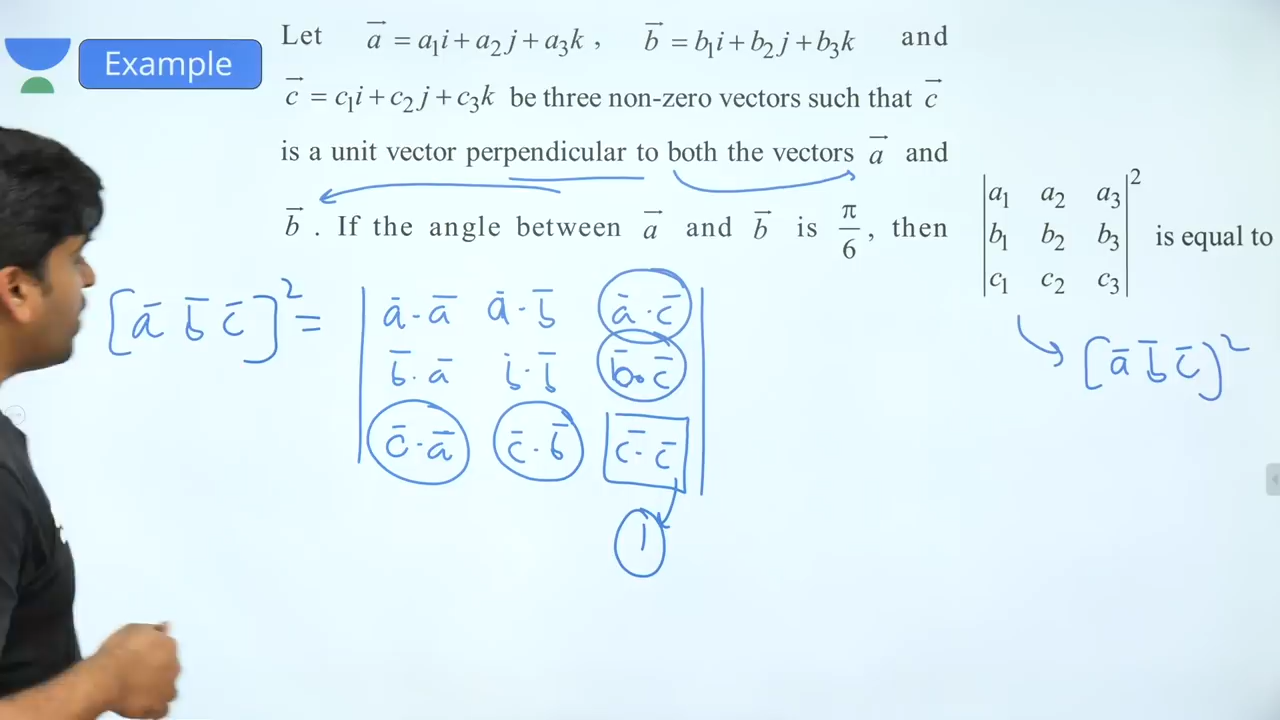 Example
Let a⃗ = a₁i + a₂j + a₃k , b⃗ = b₁i + b₂j + b₃k and
c⃗ = c₁i + c₂j + c₃k be three non-zero vectors such that c⃗
is a unit vector perpendicular to both the vectors a⃗ and
b⃗ . If the angle between a⃗ and b⃗ is π/6 , then |a₁ a₂ a₃; b₁ b₂ b₃; c₁ c₂ c₃|² is equal to
[ā b̄ c̄]² =
ā·ā ā·b̄ ā·c̄
b̄·ā b̄·b̄ b̄·c̄
c̄·ā c̄·b̄ c̄·c̄
1
[ā b̄ c̄]²